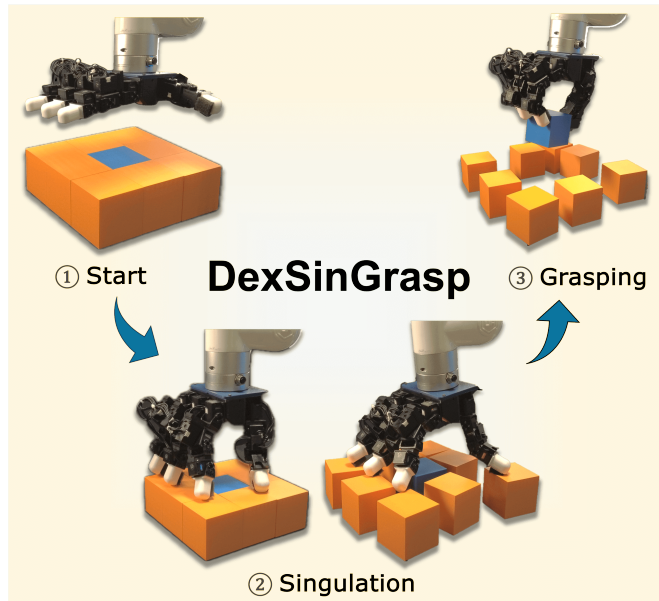 ① Start
DexSinGrasp
③ Grasping
② Singulation